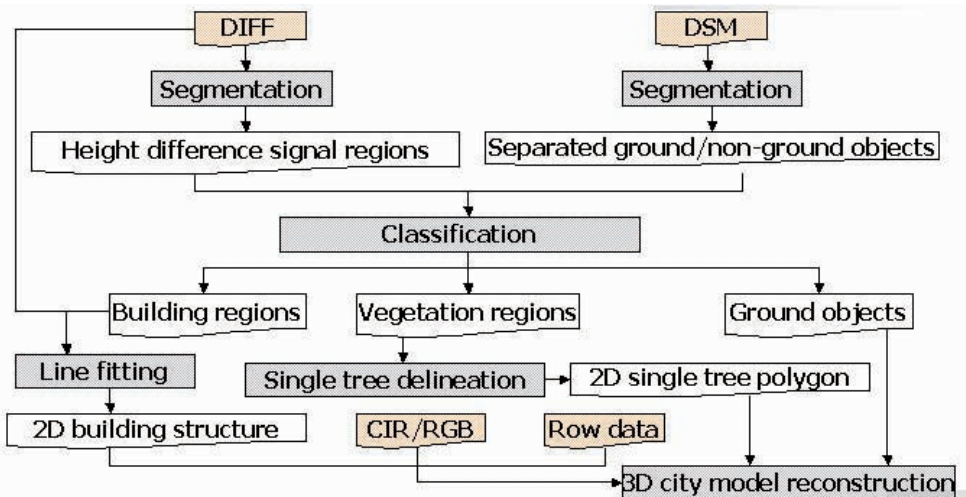 DIFF
DSM
Segmentation
Segmentation
Height difference signal regions
Separated ground/non-ground objects
Classification
Building regions
Vegetation regions
Ground objects
Line fitting
Single tree delineation
2D single tree polygon
2D building structure
CIR/RGB
Row data
3D city model reconstruction